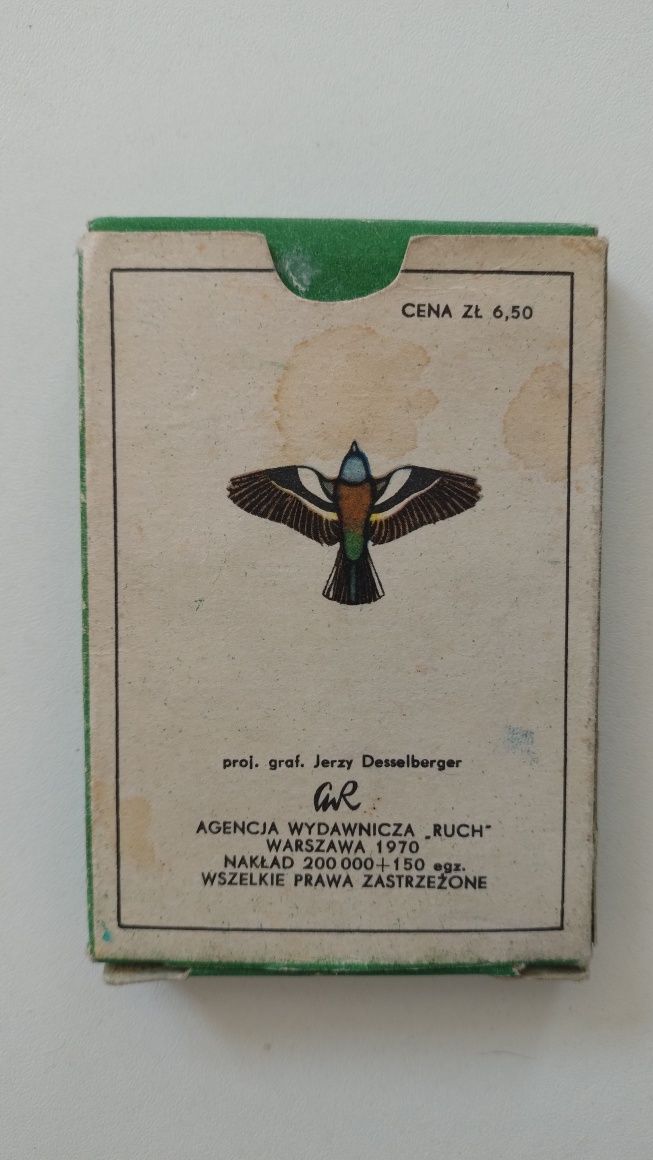 CENA ZŁ 6,50
proj. graf. Jerzy Desselberger
AWR
AGENCJA WYDAWNICZA „RUCH"
WARSZAWA 1970
NAKŁAD 200 000+150 egz.
WSZELKIE PRAWA ZASTRZEŻONE